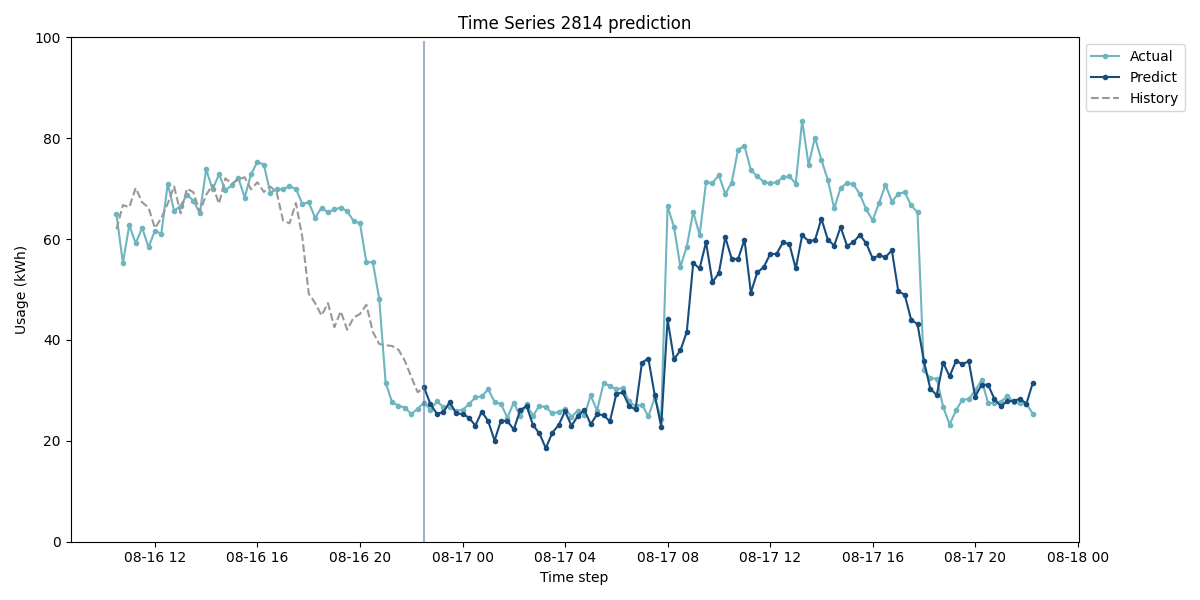 Time Series 2814 prediction
Usage (kWh)
100
80
60
40
20
0
08-16 12
08-16 16
08-16 20
08-17 00
08-17 04
08-17 08
08-17 12
08-17 16
08-17 20
08-18 00
Time step
Actual
Predict
History